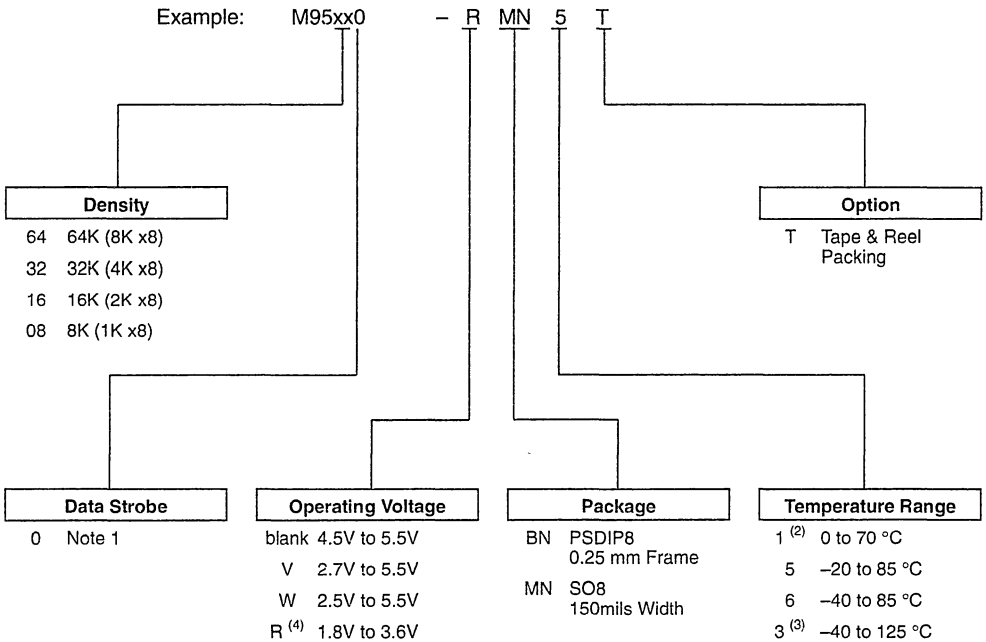 Example: M95xx0 – R MN 5 T
Density
64 64K (8K x8)
32 32K (4K x8)
16 16K (2K x8)
08 8K (1K x8)
Option
T Tape & Reel
Packing
Data Strobe
0 Note 1
Operating Voltage
blank 4.5V to 5.5V
V 2.7V to 5.5V
W 2.5V to 5.5V
R (4) 1.8V to 3.6V
Package
BN PSDIP8
0.25 mm Frame
MN SO8
150mils Width
Temperature Range
1 (2) 0 to 70 °C
5 –20 to 85 °C
6 –40 to 85 °C
3 (3) –40 to 125 °C